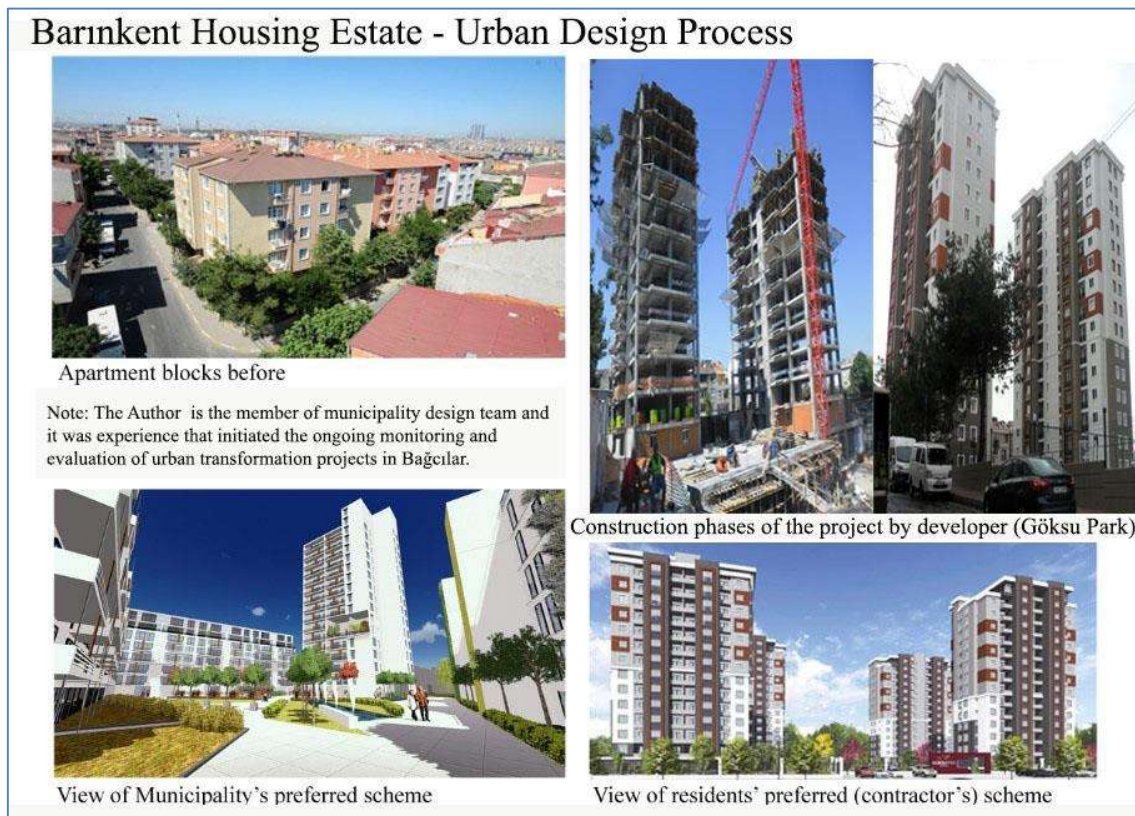 Barınkent Housing Estate - Urban Design Process
Apartment blocks before
Note: The Author is the member of municipality design team and
it was experience that initiated the ongoing monitoring and
evaluation of urban transformation projects in Bağcılar.
Construction phases of the project by developer (Göksu Park)
View of Municipality's preferred scheme
View of residents' preferred (contractor's) scheme